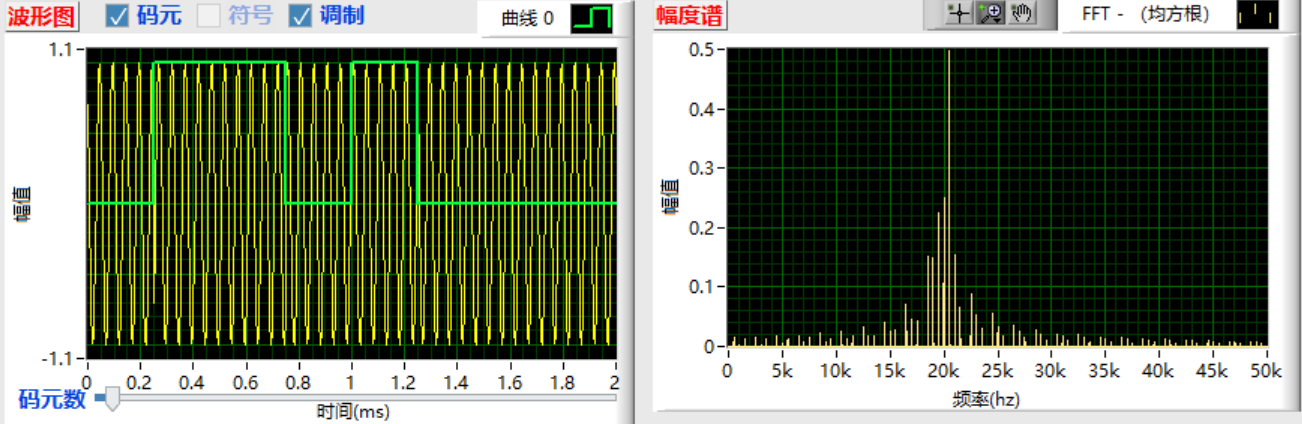 波形图 码元 符号 调制 曲线 0
1.1
-1.1
幅值
0 0.2 0.4 0.6 0.8 1 1.2 1.4 1.6 1.8 2
时间(ms)
码元数
幅度谱 FFT - (均方根)
0.5
0.4
0.3
0.2
0.1
0
幅值
0 5k 10k 15k 20k 25k 30k 35k 40k 45k 50k
频率(hz)